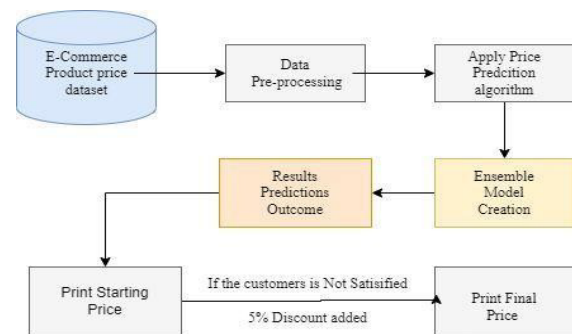 E-Commerce
Product price
dataset
Data
Pre-processing
Apply Price
Predcition
algorithm
Results
Predictions
Outcome
Ensemble
Model
Creation
Print Starting
Price
If the customers is Not Satisified
5% Discount added
Print Final
Price